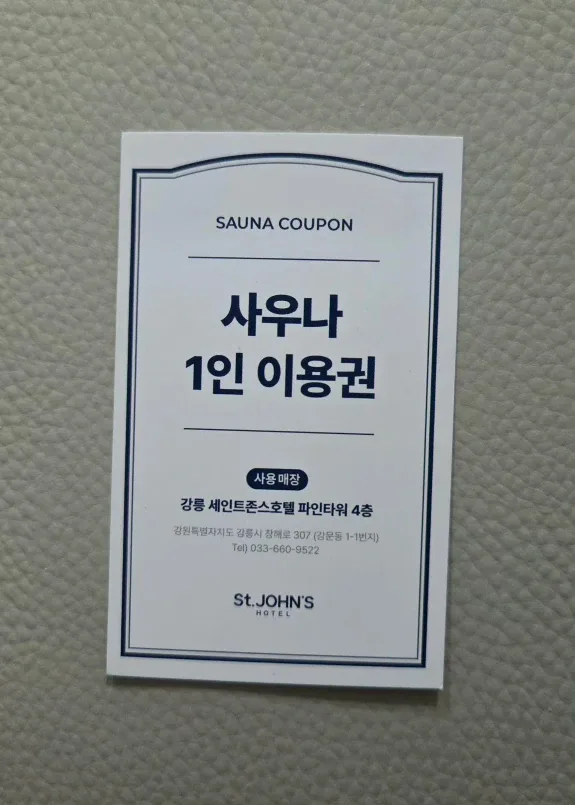 SAUNA COUPON
사우나
1인 이용권
사용 매장
강릉 세인트존스호텔 파인타워 4층
강원특별자치도 강릉시 창해로 307 (강문동 1-1번지)
Tel) 033-660-9522
St.JOHN'S
HOTEL